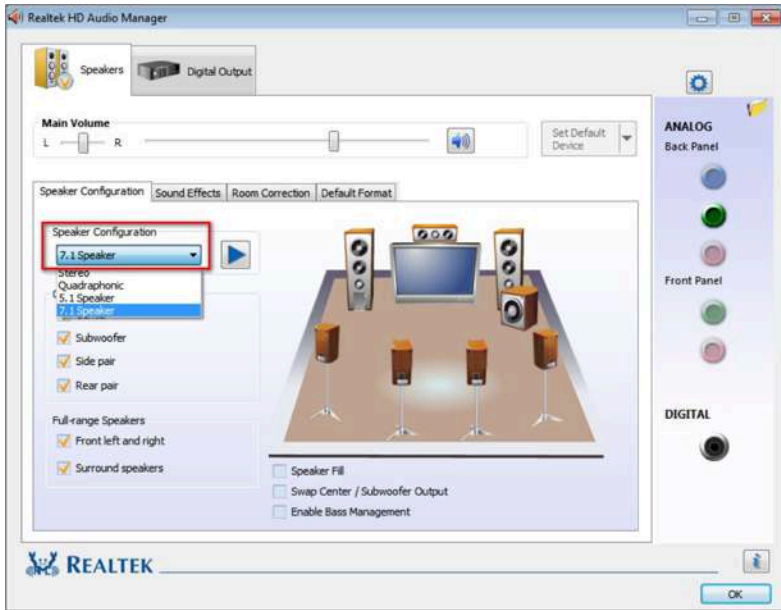 Realtek HD Audio Manager
Speakers
Digital Output
Main Volume
L
R
Set Default
Device
ANALOG
Back Panel
Speaker Configuration
Sound Effects
Room Correction
Default Format
Speaker Configuration
7.1 Speaker
Stereo
Quadraphonic
5.1 Speaker
7.1 Speaker
Subwoofer
Side pair
Rear pair
Front Panel
Full-range Speakers
Front left and right
Surround speakers
DIGITAL
Speaker Fill
Swap Center / Subwoofer Output
Enable Bass Management
REALTEK
i
OK